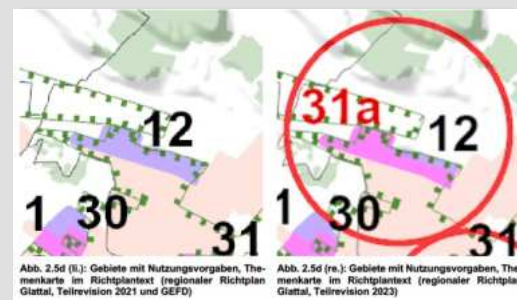 12
1 30
31
31a
12
1 30
31
Abb. 2.5d (li.): Gebiete mit Nutzungsvorgaben, The-
menkarte im Richtplantext (regionaler Richtplan
Glattal, Teilrevision 2021 und GEFD)
Abb. 2.5d (re.): Gebiete mit Nutzungsvorgaben, The-
menkarte im Richtplantext (regionaler Richtplan
Glattal, Teilrevision 2023)